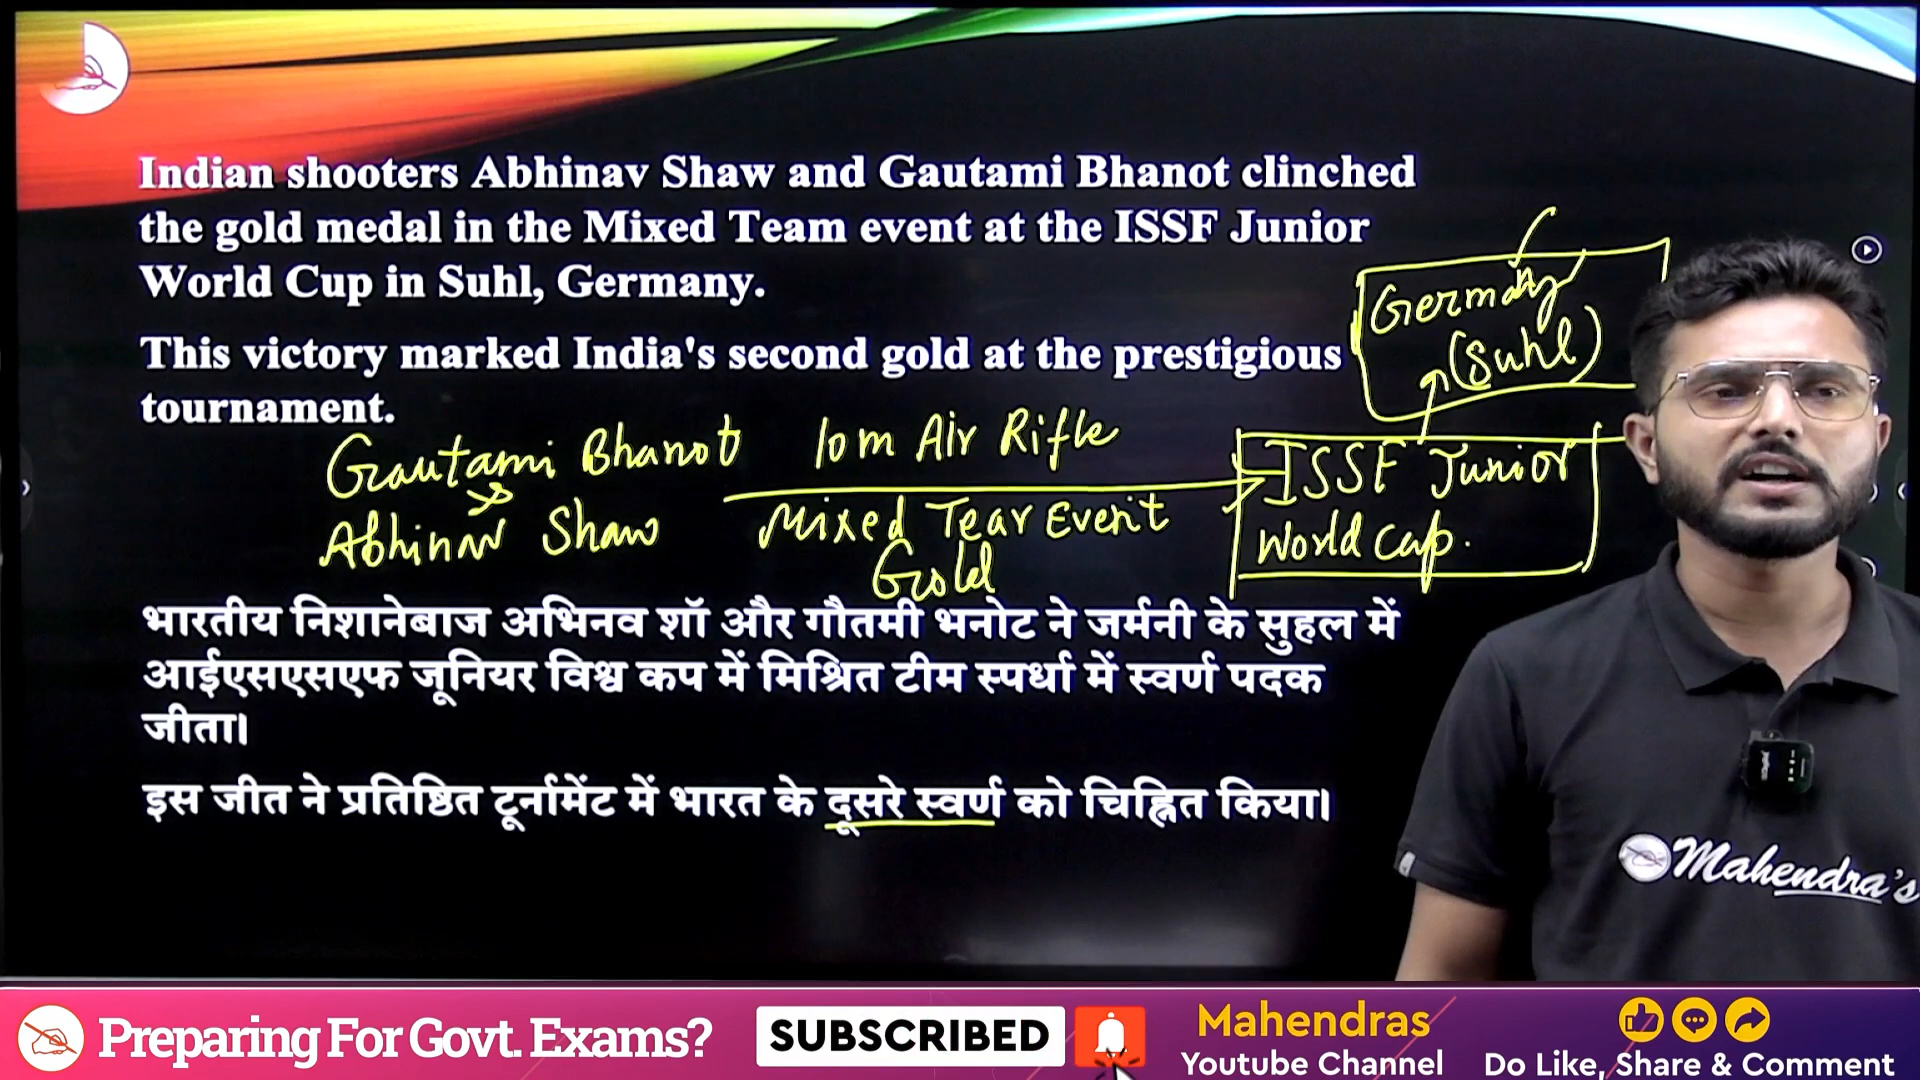 Indian shooters Abhinav Shaw and Gautami Bhanot clinched
the gold medal in the Mixed Team event at the ISSF Junior
World Cup in Suhl, Germany.
This victory marked India's second gold at the prestigious
tournament.
Germany
(Suhl)
Gautami Bhanot 10m Air Rifle
Abhinav Shaw Mixed Team Event
Gold
ISSF Junior
World Cup.
भारतीय निशानेबाज अभिनव शॉ और गौतमी भनोट ने जर्मनी के सुहल में
आईएसएसएफ जूनियर विश्व कप में मिश्रित टीम स्पर्धा में स्वर्ण पदक
जीता।
इस जीत ने प्रतिष्ठित टूर्नामेंट में भारत के दूसरे स्वर्ण को चिह्नित किया।
Mahendra's
Preparing For Govt. Exams?
SUBSCRIBED
Mahendras
Youtube Channel
Do Like, Share & Comment